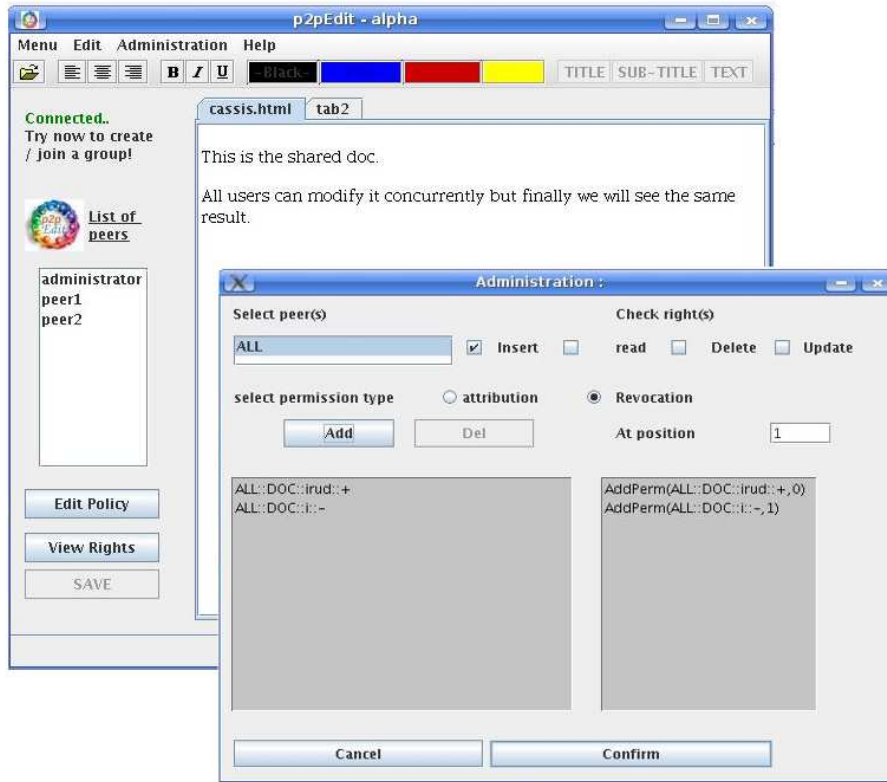 p2pEdit - alpha
Menu Edit Administration Help
B I U -Black- TITLE SUB-TITLE TEXT
Connected..
Try now to create
/ join a group!
p2p
Edit
List of
peers
administrator
peer1
peer2
Edit Policy
View Rights
SAVE
cassis.html tab2
This is the shared doc.
All users can modify it concurrently but finally we will see the same
result.
Administration :
Select peer(s) Check right(s)
ALL Insert read Delete Update
select permission type attribution Revocation
Add Del At position 1
ALL::DOC::irud::+
ALL::DOC::i::-
AddPerm(ALL::DOC::irud::+,0)
AddPerm(ALL::DOC::i::-,1)
Cancel Confirm